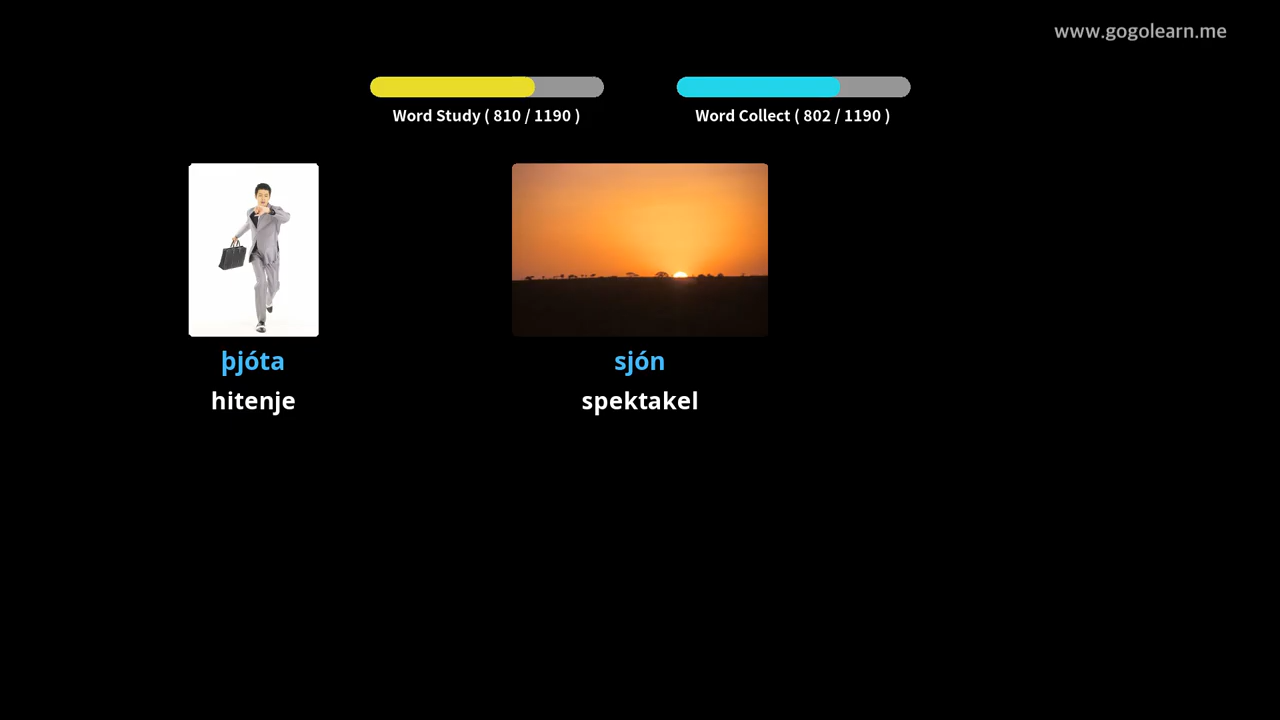 www.gogolearn.me
Word Study ( 810 / 1190 )
Word Collect ( 802 / 1190 )
þjóta
sjón
hitenje
spektakel